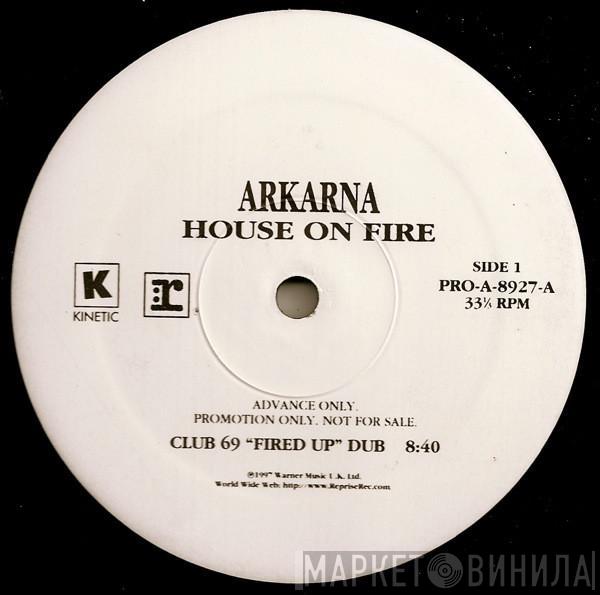 ARKARNA
HOUSE ON FIRE
SIDE 1
PRO-A-8927-A
33⅓ RPM
K
KINETIC
r
ADVANCE ONLY.
PROMOTION ONLY. NOT FOR SALE.
CLUB 69 "FIRED UP" DUB 8:40
℗1997 Warner Music U.K. Ltd.
World Wide Web: http://www.RepriseRec.com
МАРКЕТ ВИНИЛА